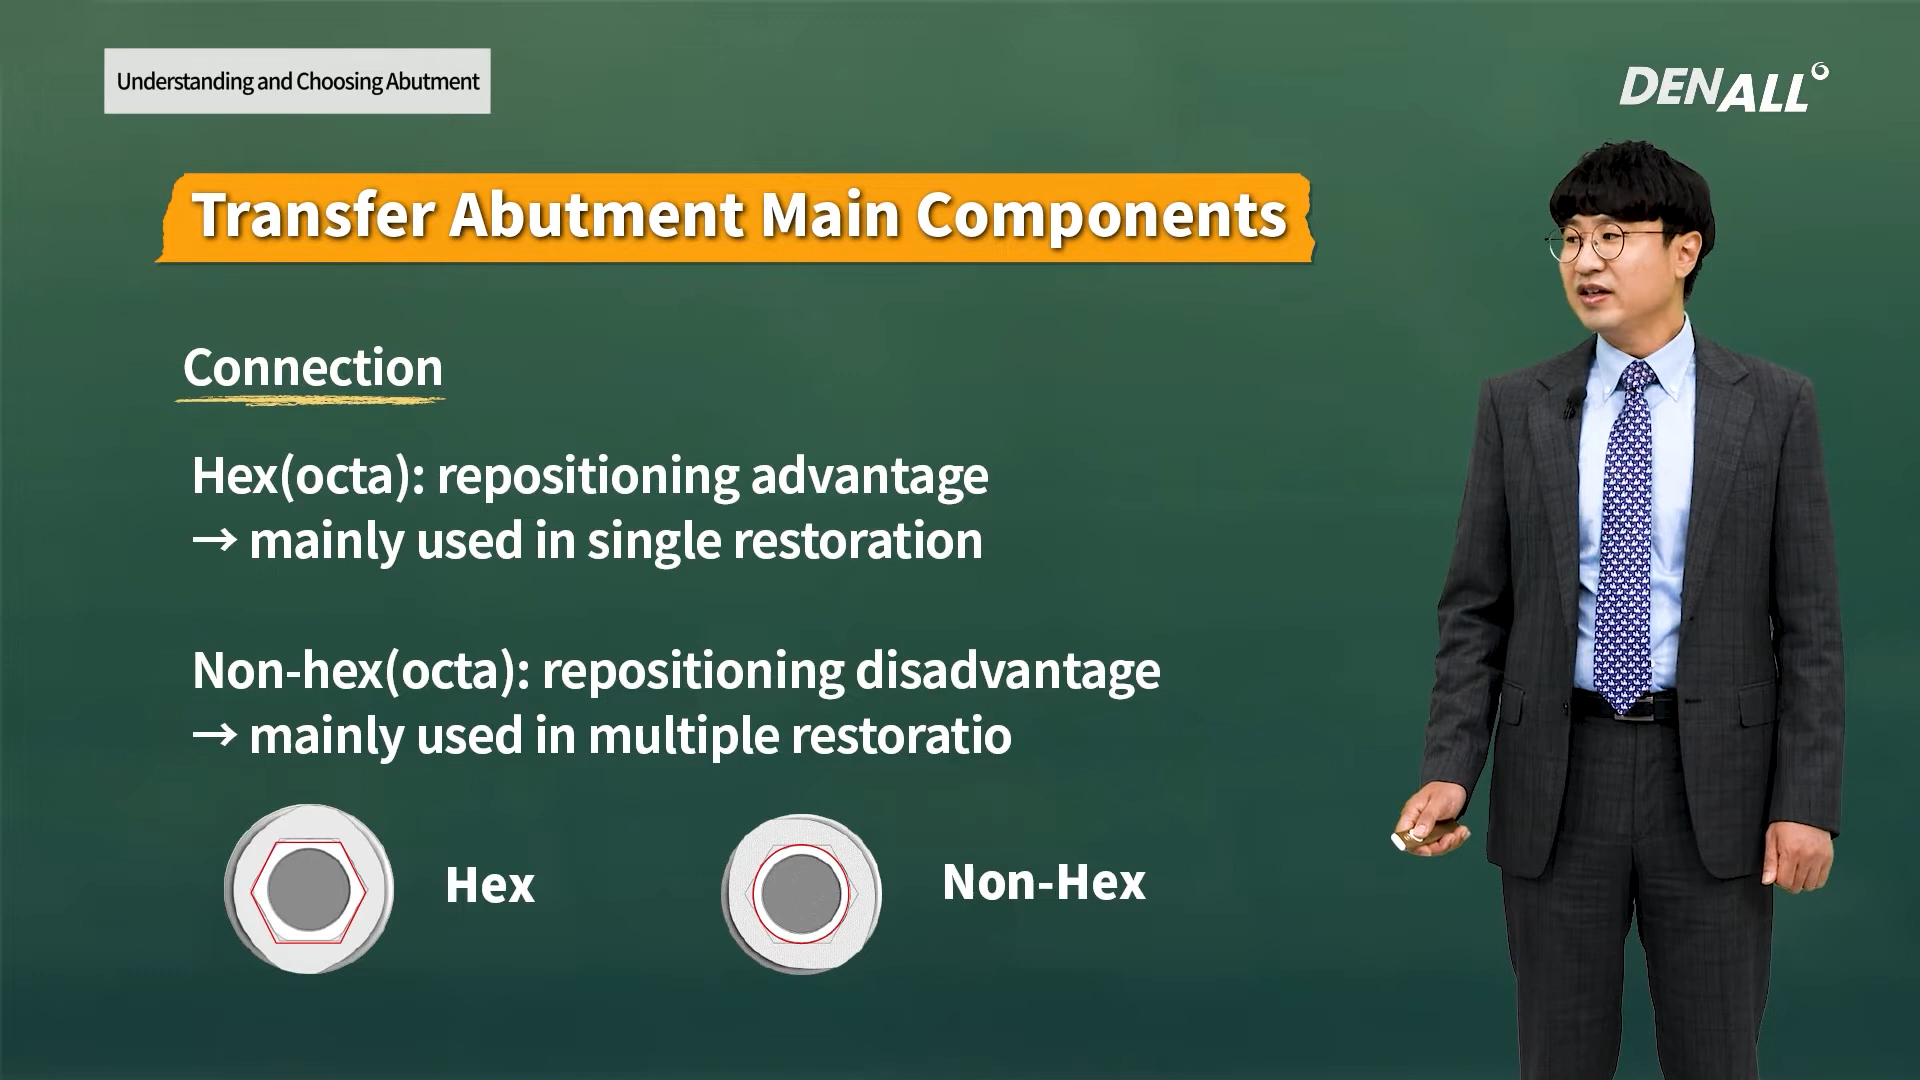 Understanding and Choosing Abutment
DENALL
Transfer Abutment Main Components
Connection
Hex(octa): repositioning advantage
→ mainly used in single restoration
Non-hex(octa): repositioning disadvantage
→ mainly used in multiple restoratio
Hex
Non-Hex